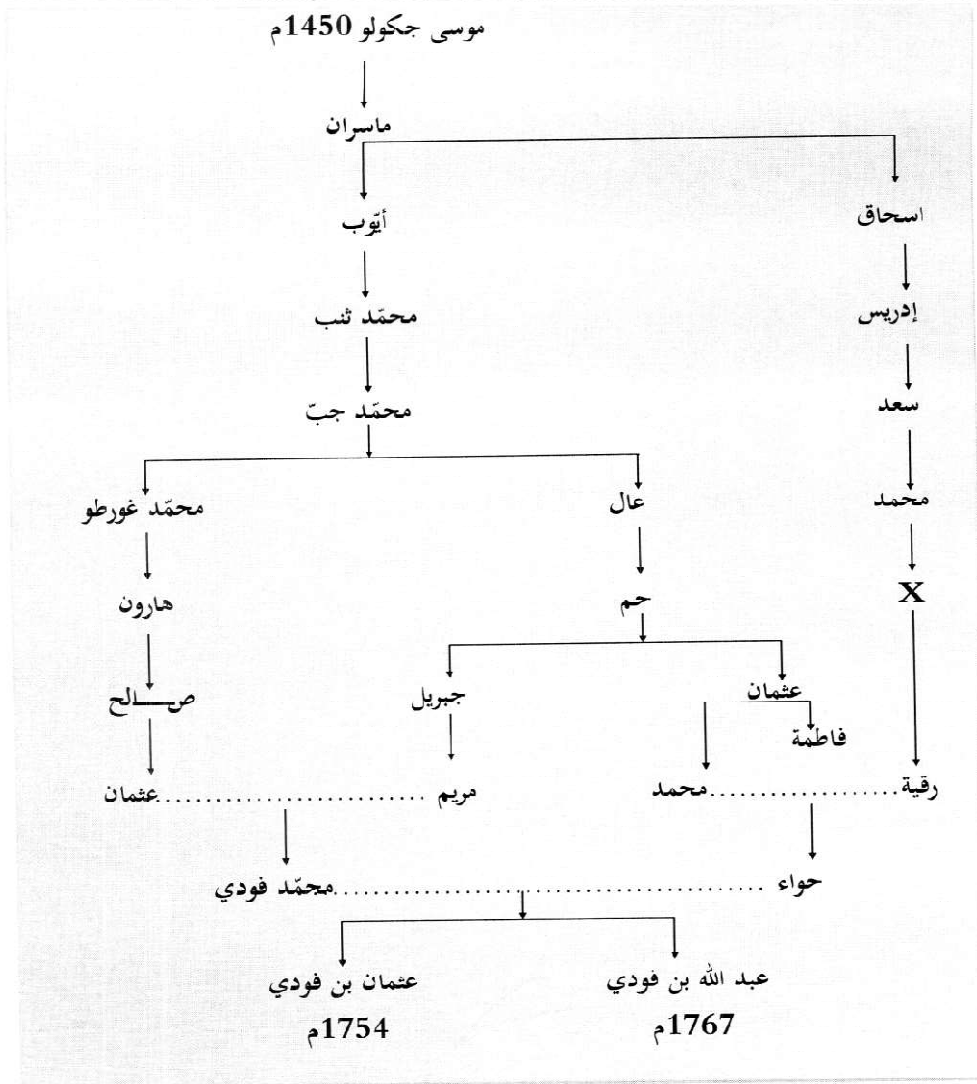 موسى جكولو 1450م
ماسران
اسحاق
أيّوب
إدريس
محمّد ثنب
سعد
محمّد جبّ
محمد
عال
محمّد غورطو
X
حم
هارون
عثمان
جبريل
صـــالح
فاطمة
رقية....................محمد
مريم............................عثمان
حواء ............................................محمّد فودي
عبد الله بن فودي
عثمان بن فودي
1767م
1754م